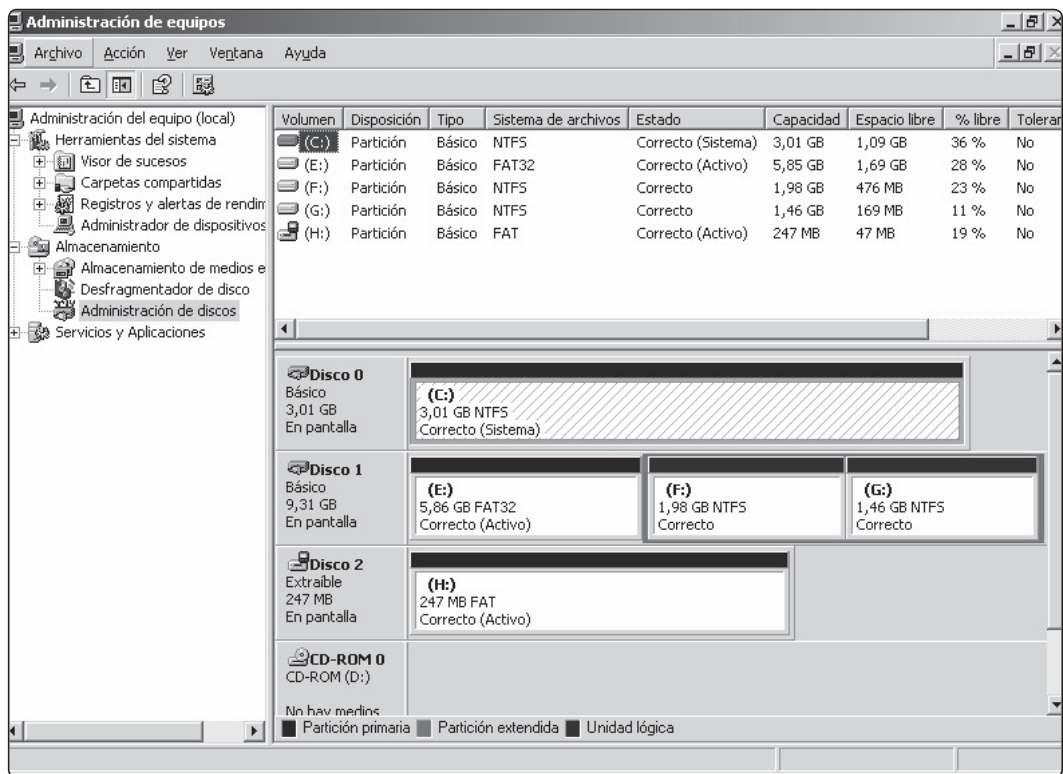 Administración de equipos
Archivo Acción Ver Ventana Ayuda
Administración del equipo (local)
Herramientas del sistema
Visor de sucesos
Carpetas compartidas
Registros y alertas de rendim
Administrador de dispositivos
Almacenamiento
Almacenamiento de medios e
Desfragmentador de disco
Administración de discos
Servicios y Aplicaciones
Volumen Disposición Tipo Sistema de archivos Estado Capacidad Espacio libre % libre Toleran
(C:) Partición Básico NTFS Correcto (Sistema) 3,01 GB 1,09 GB 36 % No
(E:) Partición Básico FAT32 Correcto (Activo) 5,85 GB 1,69 GB 28 % No
(F:) Partición Básico NTFS Correcto 1,98 GB 476 MB 23 % No
(G:) Partición Básico NTFS Correcto 1,46 GB 169 MB 11 % No
(H:) Partición Básico FAT Correcto (Activo) 247 MB 47 MB 19 % No
Disco 0
Básico
3,01 GB
En pantalla
(C:)
3,01 GB NTFS
Correcto (Sistema)
Disco 1
Básico
9,31 GB
En pantalla
(E:)
5,86 GB FAT32
Correcto (Activo)
(F:)
1,98 GB NTFS
Correcto
(G:)
1,46 GB NTFS
Correcto
Disco 2
Extraíble
247 MB
En pantalla
(H:)
247 MB FAT
Correcto (Activo)
CD-ROM 0
CD-ROM (D:)
No hay medios
Partición primaria Partición extendida Unidad lógica